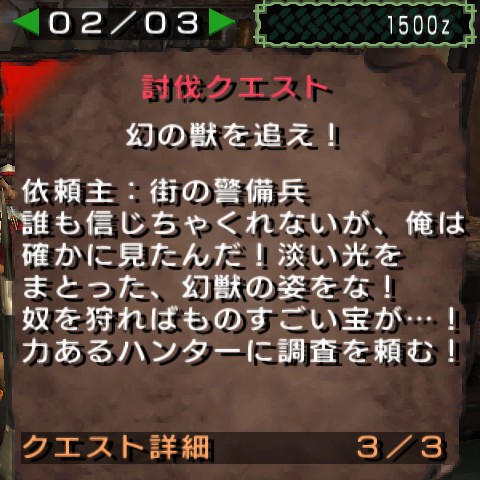 02/03
1500z
討伐クエスト
幻の獣を追え!
依頼主:街の警備兵
誰も信じちゃくれないが、俺は
確かに見たんだ!淡い光を
まとった、幻獣の姿をな!
奴を狩ればものすごい宝が…!
力あるハンターに調査を頼む!
クエスト詳細 3/3